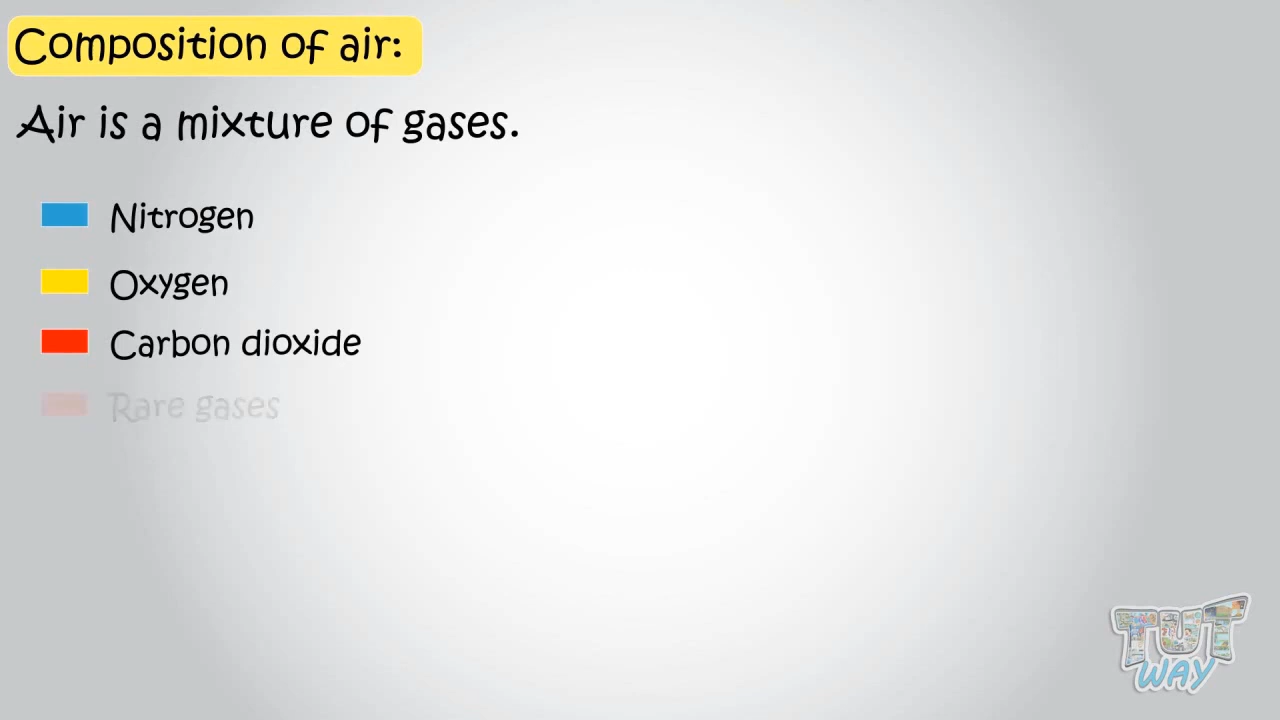 Composition of air:
Air is a mixture of gases.
Nitrogen
Oxygen
Carbon dioxide
Rare gases
TUT
WAY